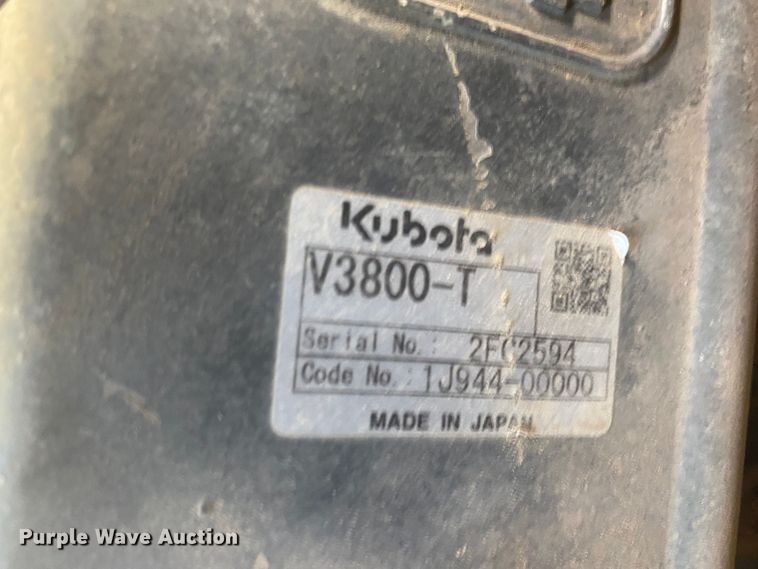 Kubota
V3800-T
Serial No.: 2FC2594
Code No.: 1J944-00000
MADE IN JAPAN
Purple Wave Auction